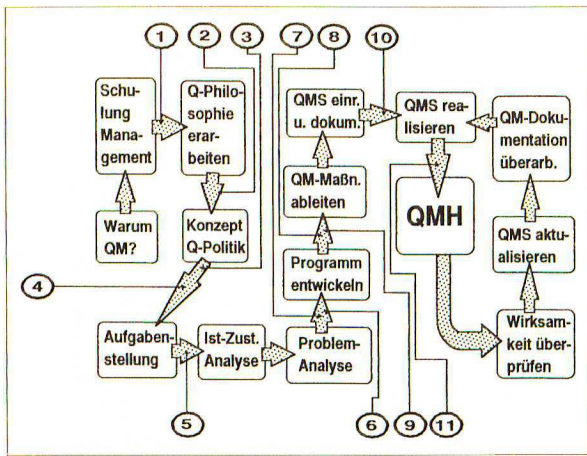 1
2
3
7
8
10
Schu-
lung
Mana-
gement
Q-Philo-
sophie
erar-
beiten
QMS einr.
u. dokum.
QMS rea-
lisieren
QM-Doku-
mentation
überarb.
Warum
QM?
Konzept
Q-Politik
QM-Maßn.
ableiten
QMH
QMS aktu-
alisieren
4
Programm
entwickeln
Aufgaben-
stellung
Ist-Zust.
Analyse
Problem-
Analyse
Wirksam-
keit über-
prüfen
5
6
9
11